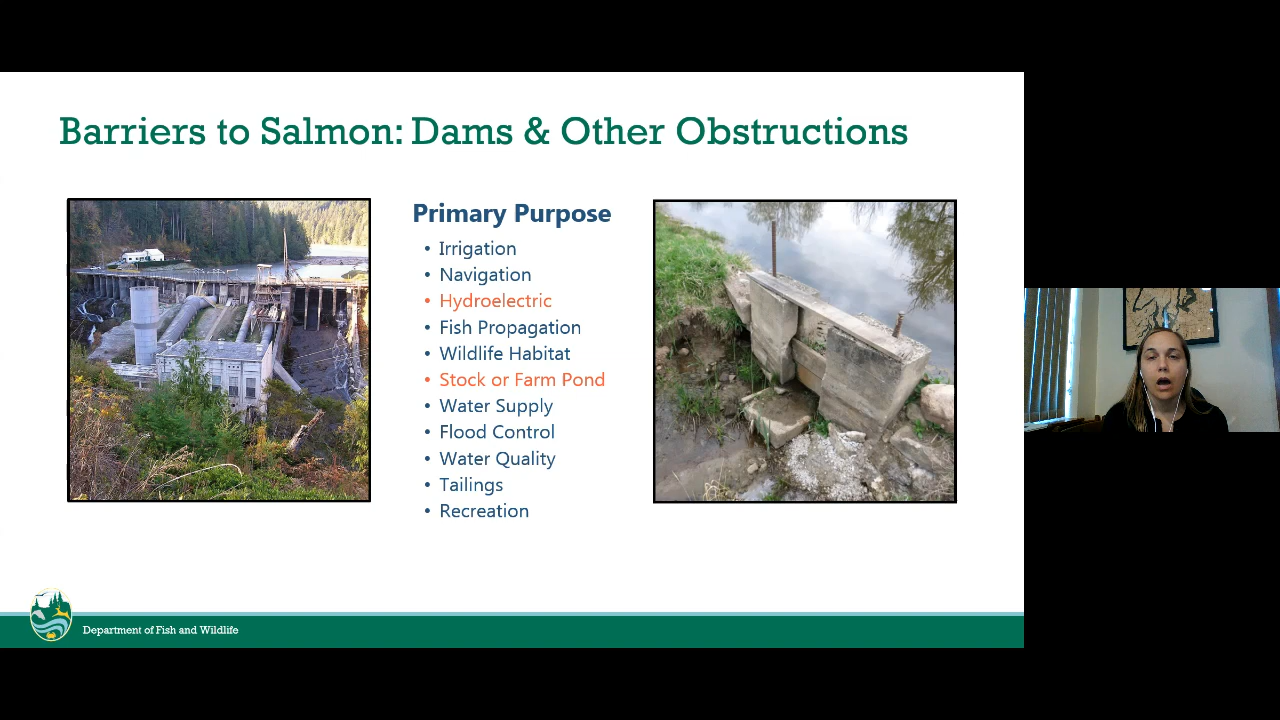 Barriers to Salmon: Dams & Other Obstructions
Primary Purpose
• Irrigation
• Navigation
• Hydroelectric
• Fish Propagation
• Wildlife Habitat
• Stock or Farm Pond
• Water Supply
• Flood Control
• Water Quality
• Tailings
• Recreation
Department of Fish and Wildlife